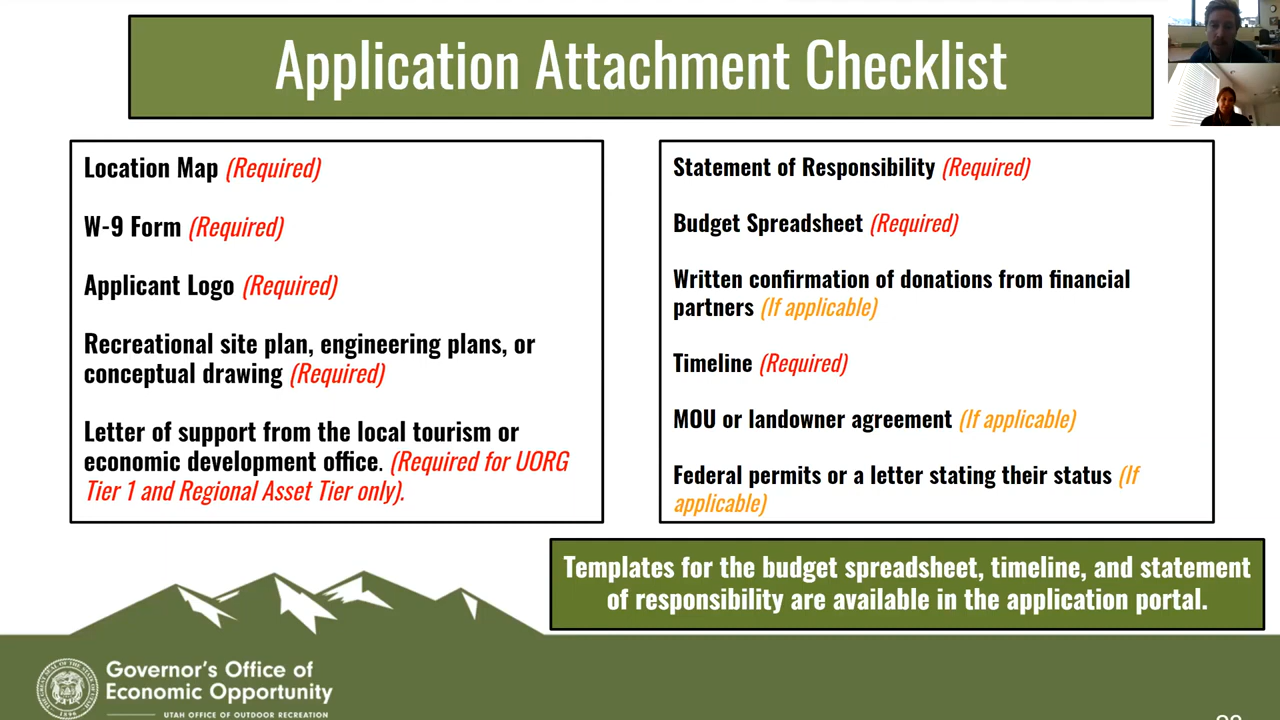 Application Attachment Checklist
Location Map (Required)
W-9 Form (Required)
Applicant Logo (Required)
Recreational site plan, engineering plans, or
conceptual drawing (Required)
Letter of support from the local tourism or
economic development office. (Required for UORG
Tier 1 and Regional Asset Tier only).
Statement of Responsibility (Required)
Budget Spreadsheet (Required)
Written confirmation of donations from financial
partners (If applicable)
Timeline (Required)
MOU or landowner agreement (If applicable)
Federal permits or a letter stating their status (If
applicable)
Templates for the budget spreadsheet, timeline, and statement
of responsibility are available in the application portal.
Governor's Office of
Economic Opportunity
UTAH OFFICE OF OUTDOOR RECREATION